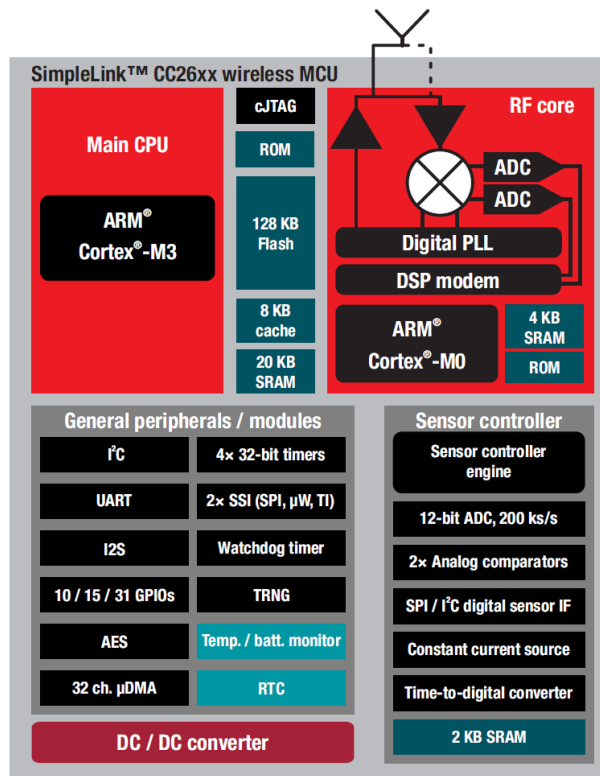 SimpleLink™ CC26xx wireless MCU
Main CPU
ARM®
Cortex®-M3
cJTAG
ROM
128 KB
Flash
8 KB
cache
20 KB
SRAM
RF core
ADC
ADC
Digital PLL
DSP modem
ARM®
Cortex®-M0
4 KB
SRAM
ROM
General peripherals / modules
I²C
4× 32-bit timers
UART
2× SSI (SPI, µW, TI)
I2S
Watchdog timer
10 / 15 / 31 GPIOs
TRNG
AES
Temp. / batt. monitor
32 ch. µDMA
RTC
DC / DC converter
Sensor controller
Sensor controller
engine
12-bit ADC, 200 ks/s
2× Analog comparators
SPI / I²C digital sensor IF
Constant current source
Time-to-digital converter
2 KB SRAM